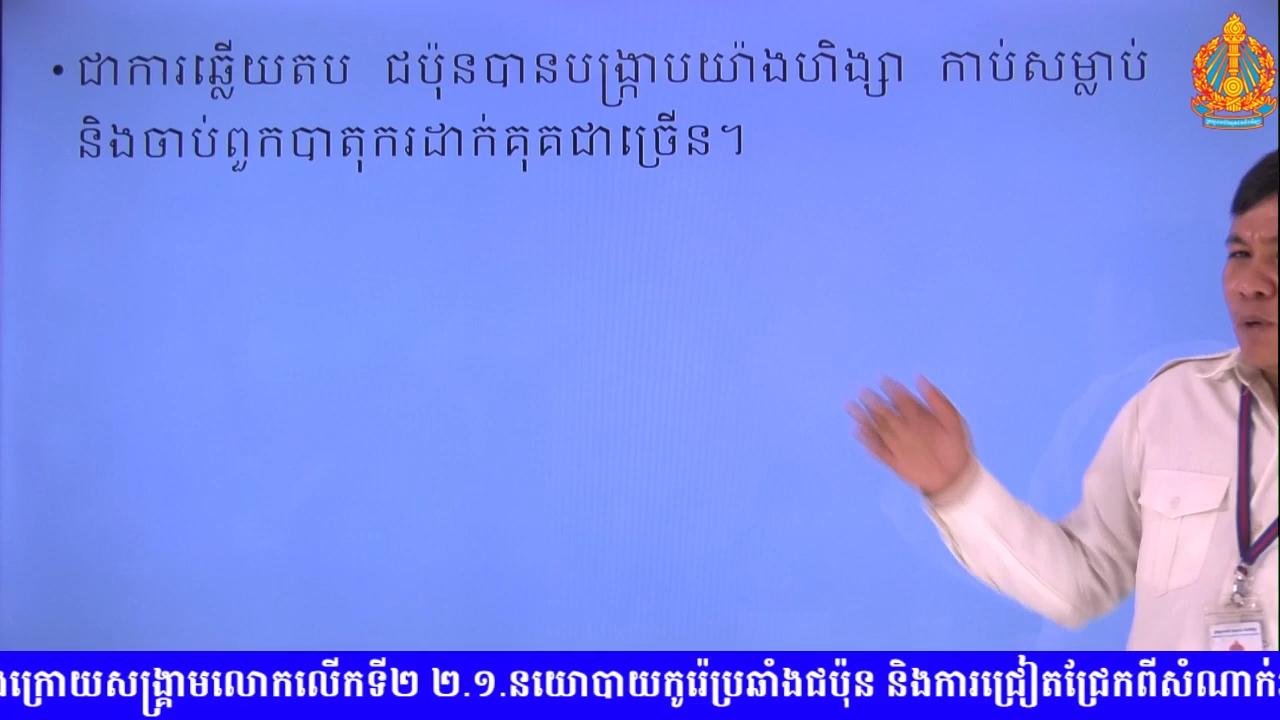 • ជាការឆ្លើយតប ជប៉ុនបានបង្ក្រាបយ៉ាងហិង្សា កាប់សម្លាប់
និងចាប់ពួកបាតុករដាក់គុគជាច្រើន។
ក្រោយសង្គ្រាមលោកលើកទី២ ២.១.នយោបាយកូរ៉េប្រឆាំងជប៉ុន និងការជ្រៀតជ្រែកពីសំណាក់